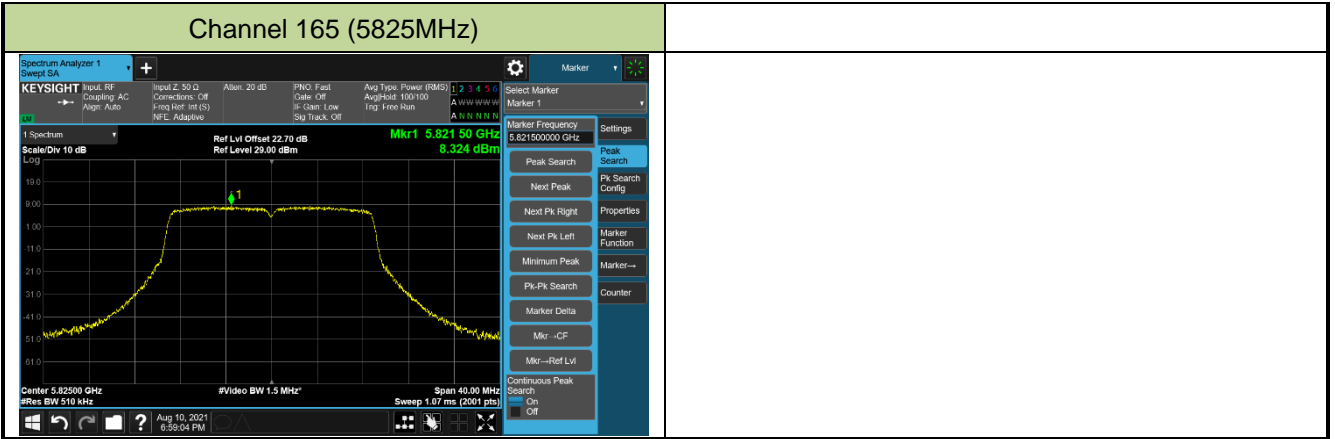 Channel 165 (5825MHz)
Spectrum Analyzer 1
Swept SA
+
Marker
KEYSIGHT
Input: RF
Coupling: AC
Align: Auto
Input Z: 50 Ω
Corrections: Off
Freq Ref: Int (S)
NFE: Adaptive
Atten: 20 dB
PNO: Fast
Gate: Off
IF Gain: Low
Sig Track: Off
Avg Type: Power (RMS)
Avg|Hold: 100/100
Trig: Free Run
1 2 3 4 5 6
A W W W W W
A N N N N N
Select Marker
Marker 1
1 Spectrum
Scale/Div 10 dB
Log
Ref Lvl Offset 22.70 dB
Ref Level 29.00 dBm
Mkr1 5.821 50 GHz
8.324 dBm
Marker Frequency
5.821500000 GHz
Settings
Peak Search
Peak
Search
Next Peak
Pk Search
Config
Next Pk Right
Properties
Next Pk Left
Marker
Function
Minimum Peak
Marker→
Pk-Pk Search
Counter
Marker Delta
Mkr→CF
Mkr→Ref Lvl
Continuous Peak
Search
On
Off
19.0
9.00
1
-1.00
-11.0
-21.0
-31.0
-41.0
-51.0
-61.0
Center 5.82500 GHz
#Res BW 510 kHz
#Video BW 1.5 MHz*
Span 40.00 MHz
Sweep 1.07 ms (2001 pts)
?
Aug 10, 2021
6:59:04 PM